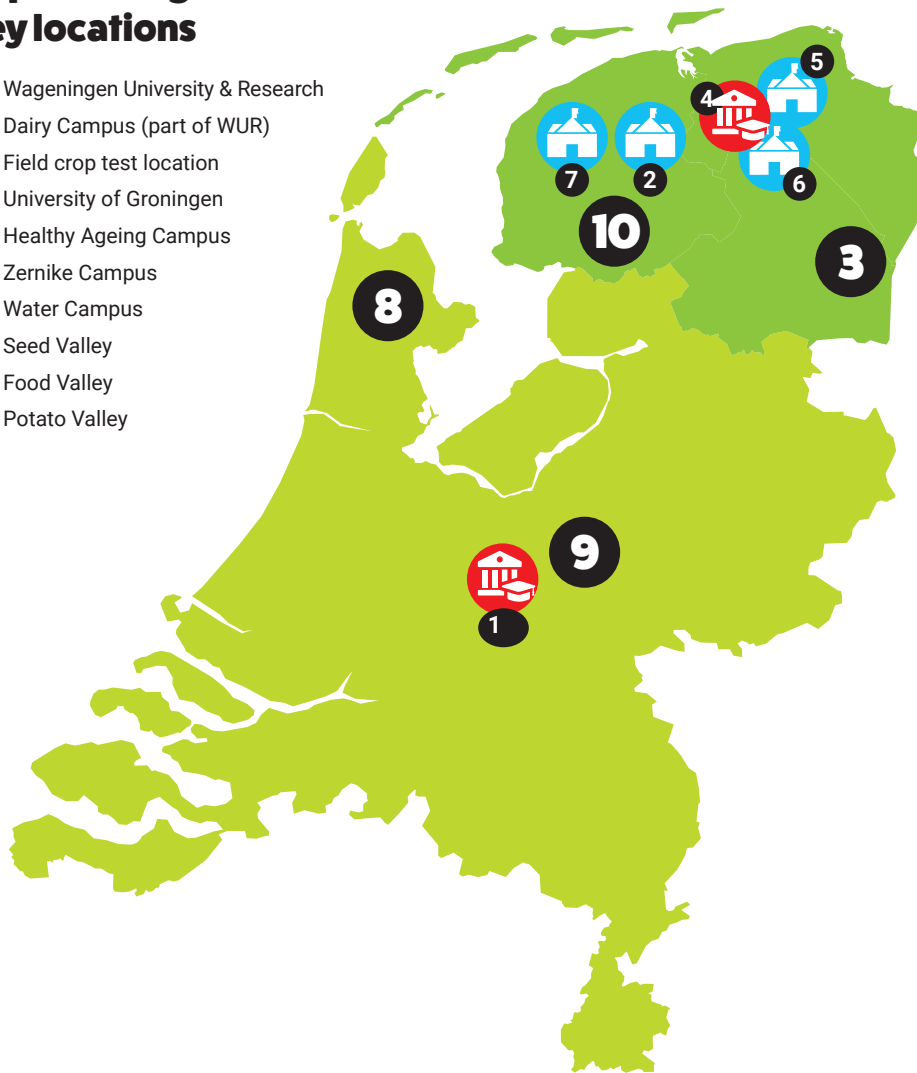 ey locations
Wageningen University & Research
Dairy Campus (part of WUR)
Field crop test location
University of Groningen
Healthy Ageing Campus
Zernike Campus
Water Campus
Seed Valley
Food Valley
Potato Valley
5
4
7
2
6
10
3
8
9
1